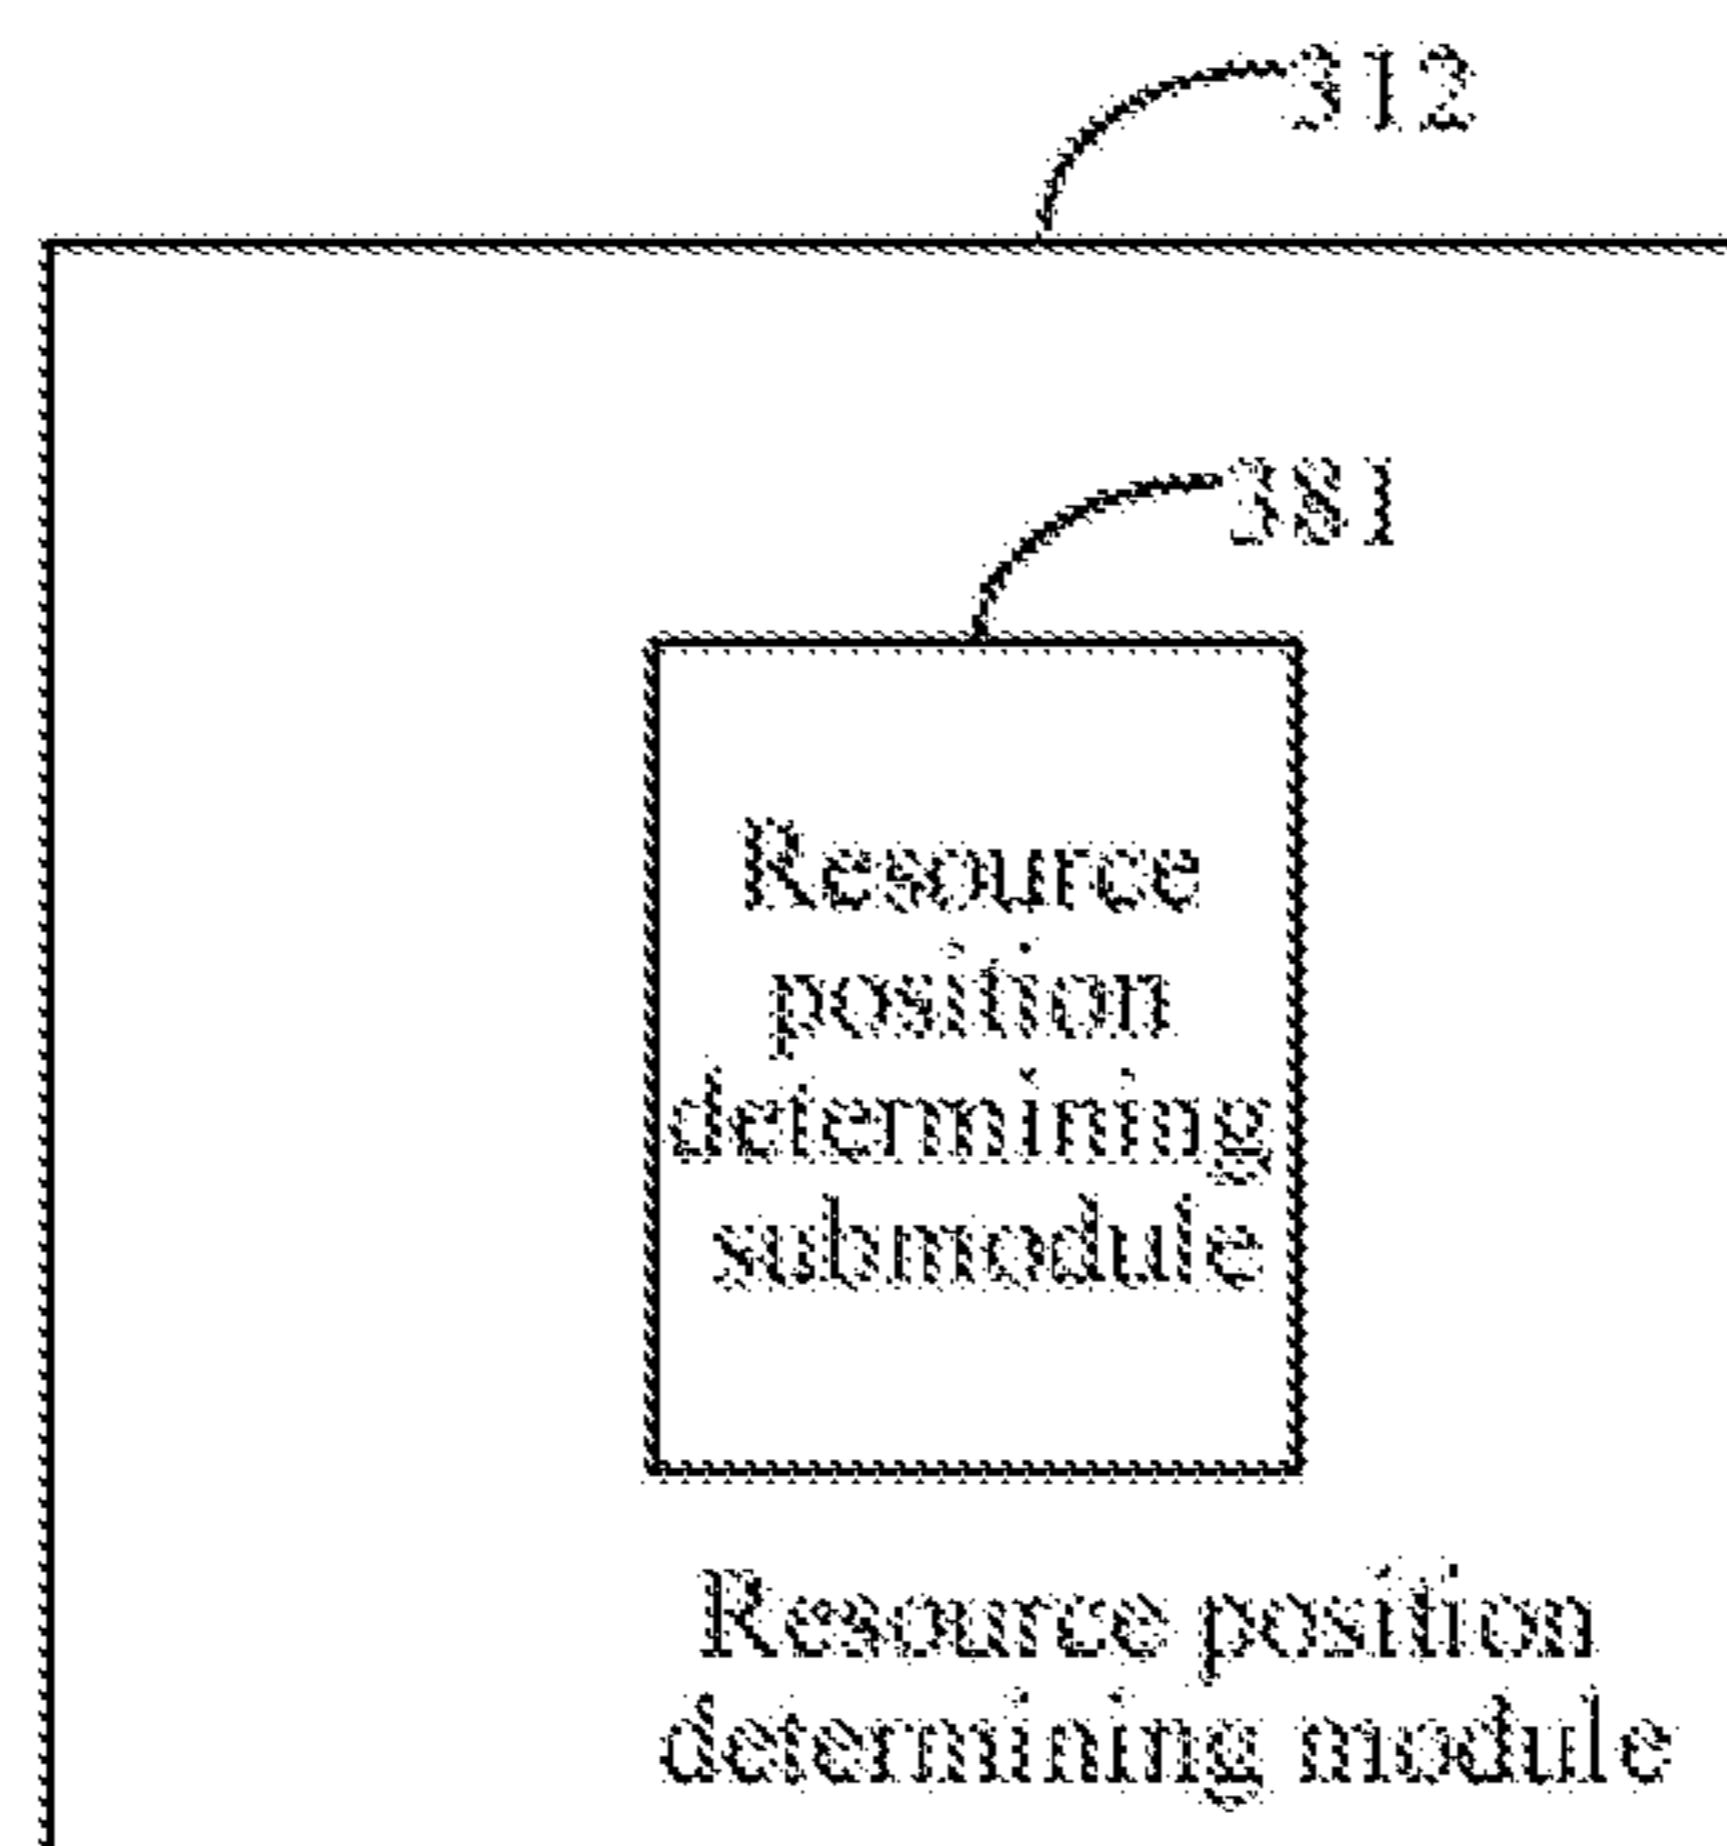 312
381
Resource
position
determining
submodule
Resource position
determining module